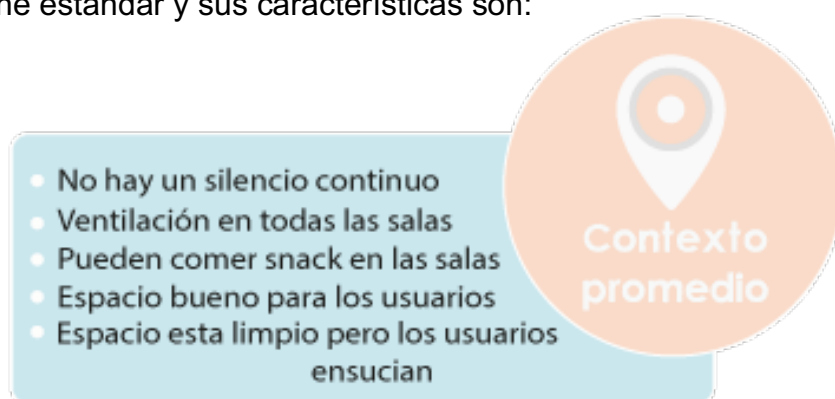 ne estándar y sus características son:
No hay un silencio continuo
Ventilación en todas las salas
Pueden comer snack en las salas
Espacio bueno para los usuarios
Espacio esta limpio pero los usuarios
ensucian
Contexto
promedio